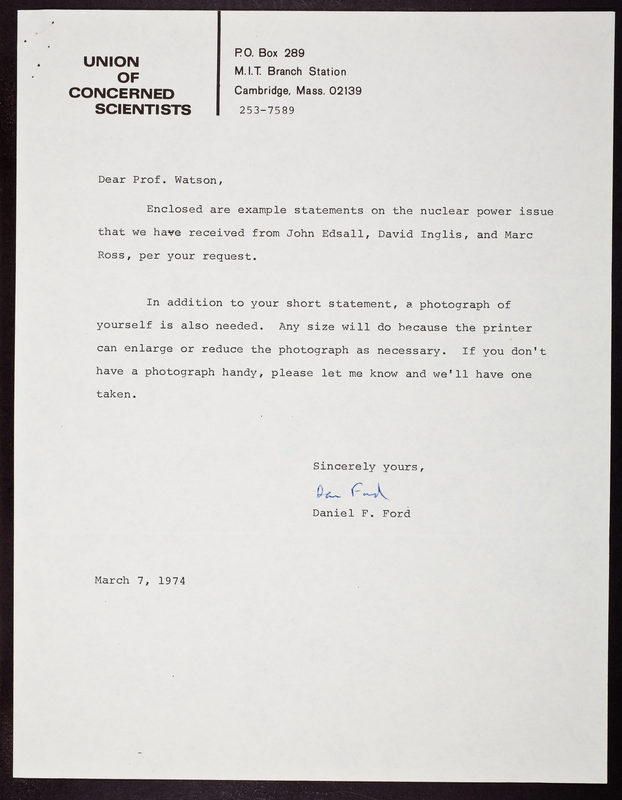 UNION
OF
CONCERNED
SCIENTISTS
P.O. Box 289
M.I.T. Branch Station
Cambridge, Mass. 02139
253-7589
Dear Prof. Watson,
Enclosed are example statements on the nuclear power issue
that we have received from John Edsall, David Inglis, and Marc
Ross, per your request.
In addition to your short statement, a photograph of
yourself is also needed. Any size will do because the printer
can enlarge or reduce the photograph as necessary. If you don't
have a photograph handy, please let me know and we'll have one
taken.
Sincerely yours,
Dan Ford
Daniel F. Ford
March 7, 1974